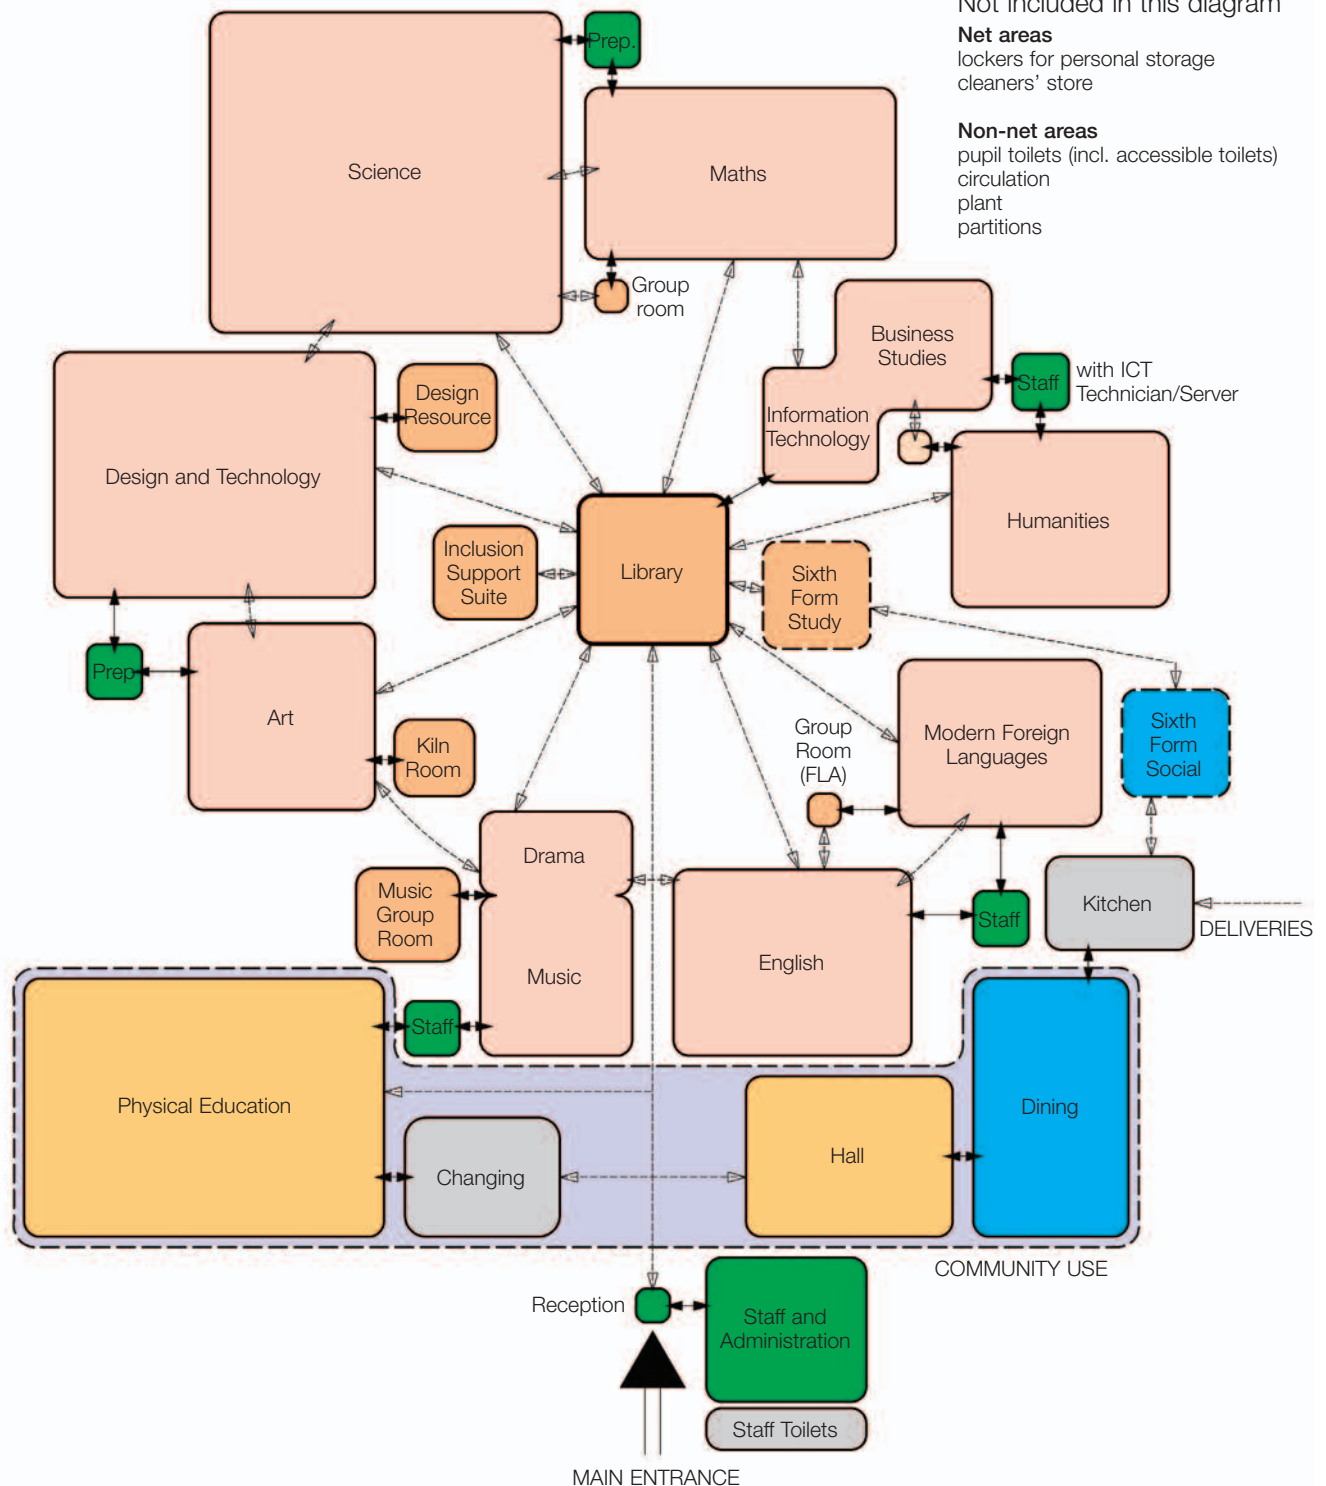 Not included in this diagram
Net areas
lockers for personal storage
cleaners' store
Non-net areas
pupil toilets (incl. accessible toilets)
circulation
plant
partitions
Prep.
Science
Maths
Group
room
Business
Studies
Staff
with ICT
Technician/Server
Information
Technology
Design
Resource
Design and Technology
Humanities
Inclusion
Support
Suite
Library
Sixth
Form
Study
Prep
Art
Kiln
Room
Group
Room
(FLA)
Modern Foreign
Languages
Sixth
Form
Social
Drama
Music
Group
Room
Music
English
Staff
Kitchen
DELIVERIES
Staff
Physical Education
Changing
Hall
Dining
COMMUNITY USE
Reception
Staff and
Administration
Staff Toilets
MAIN ENTRANCE